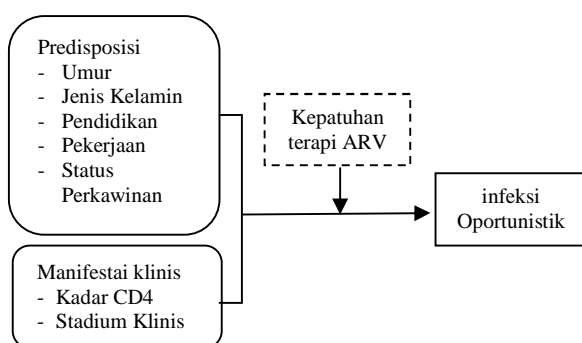 Predisposisi
- Umur
- Jenis Kelamin
- Pendidikan
- Pekerjaan
- Status
Perkawinan
Kepatuhan
terapi ARV
infeksi
Oportunistik
Manifestai klinis
- Kadar CD4
- Stadium Klinis